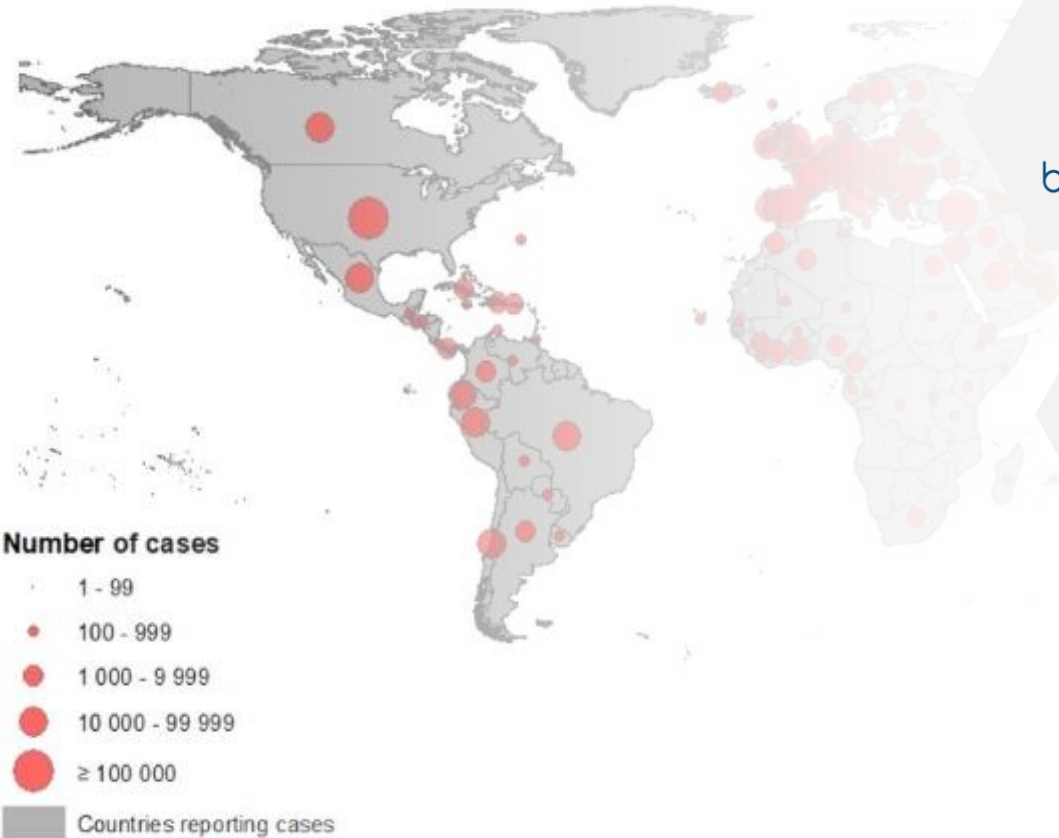 b
Number of cases
1 - 99
100 - 999
1 000 - 9 999
10 000 - 99 999
≥ 100 000
Countries reporting cases